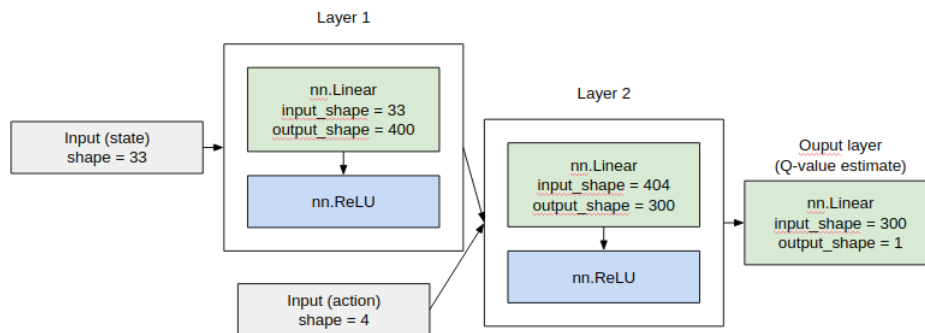 Layer 1
nn.Linear
input_shape = 33
output_shape = 400
nn.ReLU
Input (state)
shape = 33
Layer 2
nn.Linear
input_shape = 404
output_shape = 300
nn.ReLU
Input (action)
shape = 4
Ouput layer
(Q-value estimate)
nn.Linear
input_shape = 300
output_shape = 1